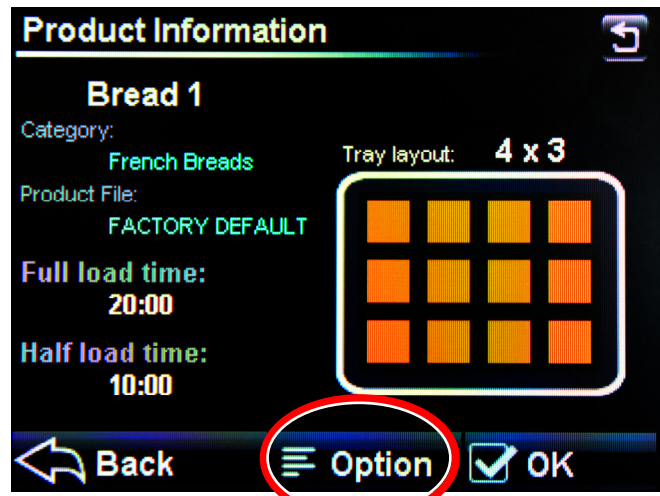 Product Information
Bread 1
Category:
French Breads
Product File:
FACTORY DEFAULT
Full load time:
20:00
Half load time:
10:00
Tray layout: 4 x 3
Back
Option
OK